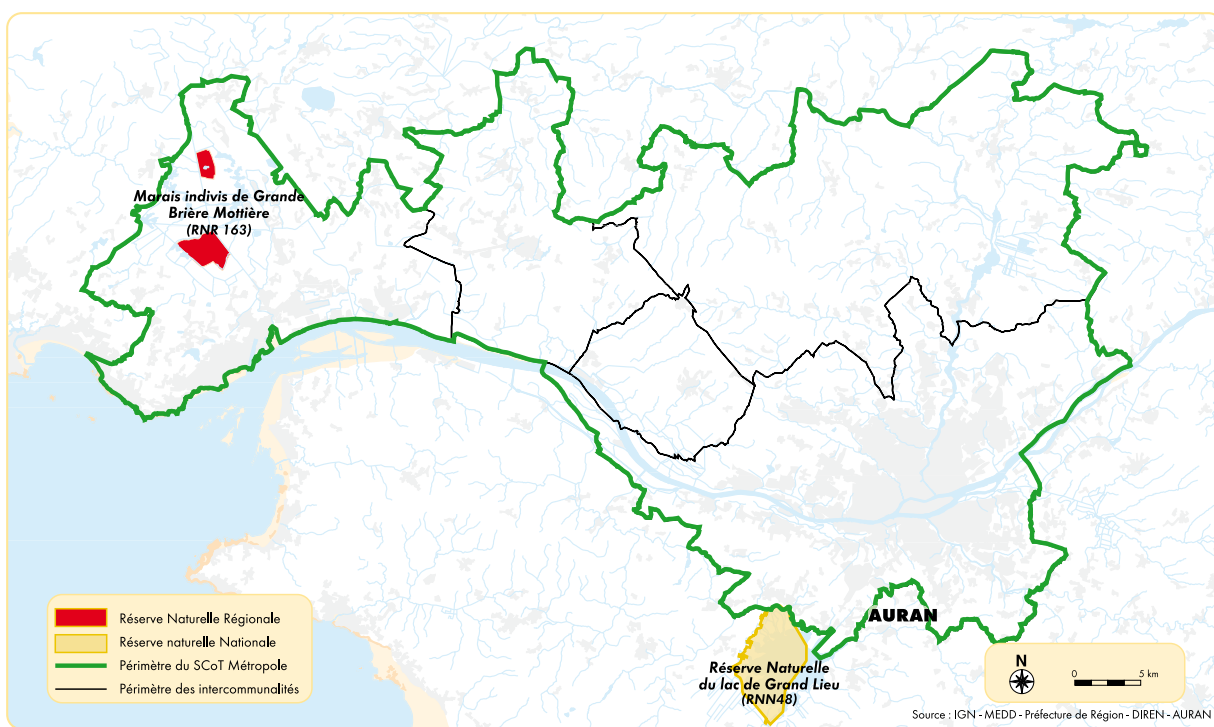 Marais indivis de Grande
Brière Mottière
(RNR 163)
AURAN
Réserve Naturelle
du lac de Grand Lieu
(RNN48)
Réserve Naturelle Régionale
Réserve naturelle Nationale
Périmètre du SCoT Métropole
Périmètre des intercommunalités
N
0 5 km
Source : IGN - MEDD - Préfecture de Région - DIREN - AURAN